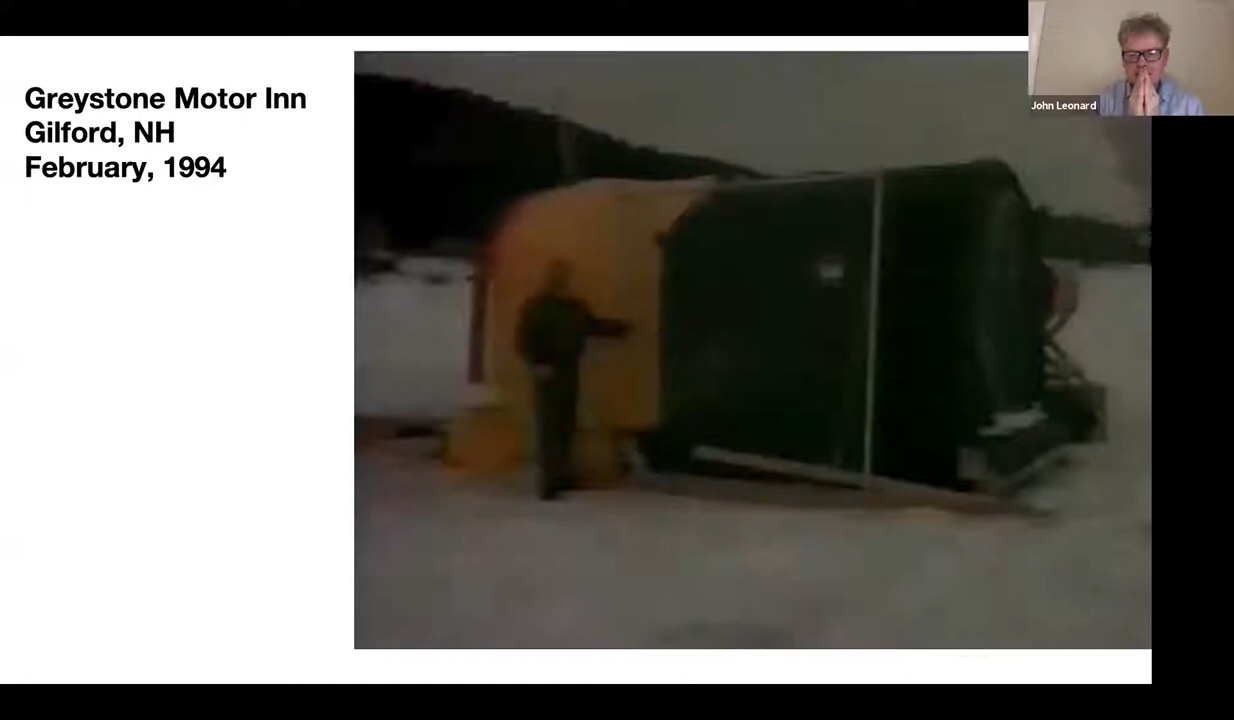 Greystone Motor Inn
Gilford, NH
February, 1994
John Leonard